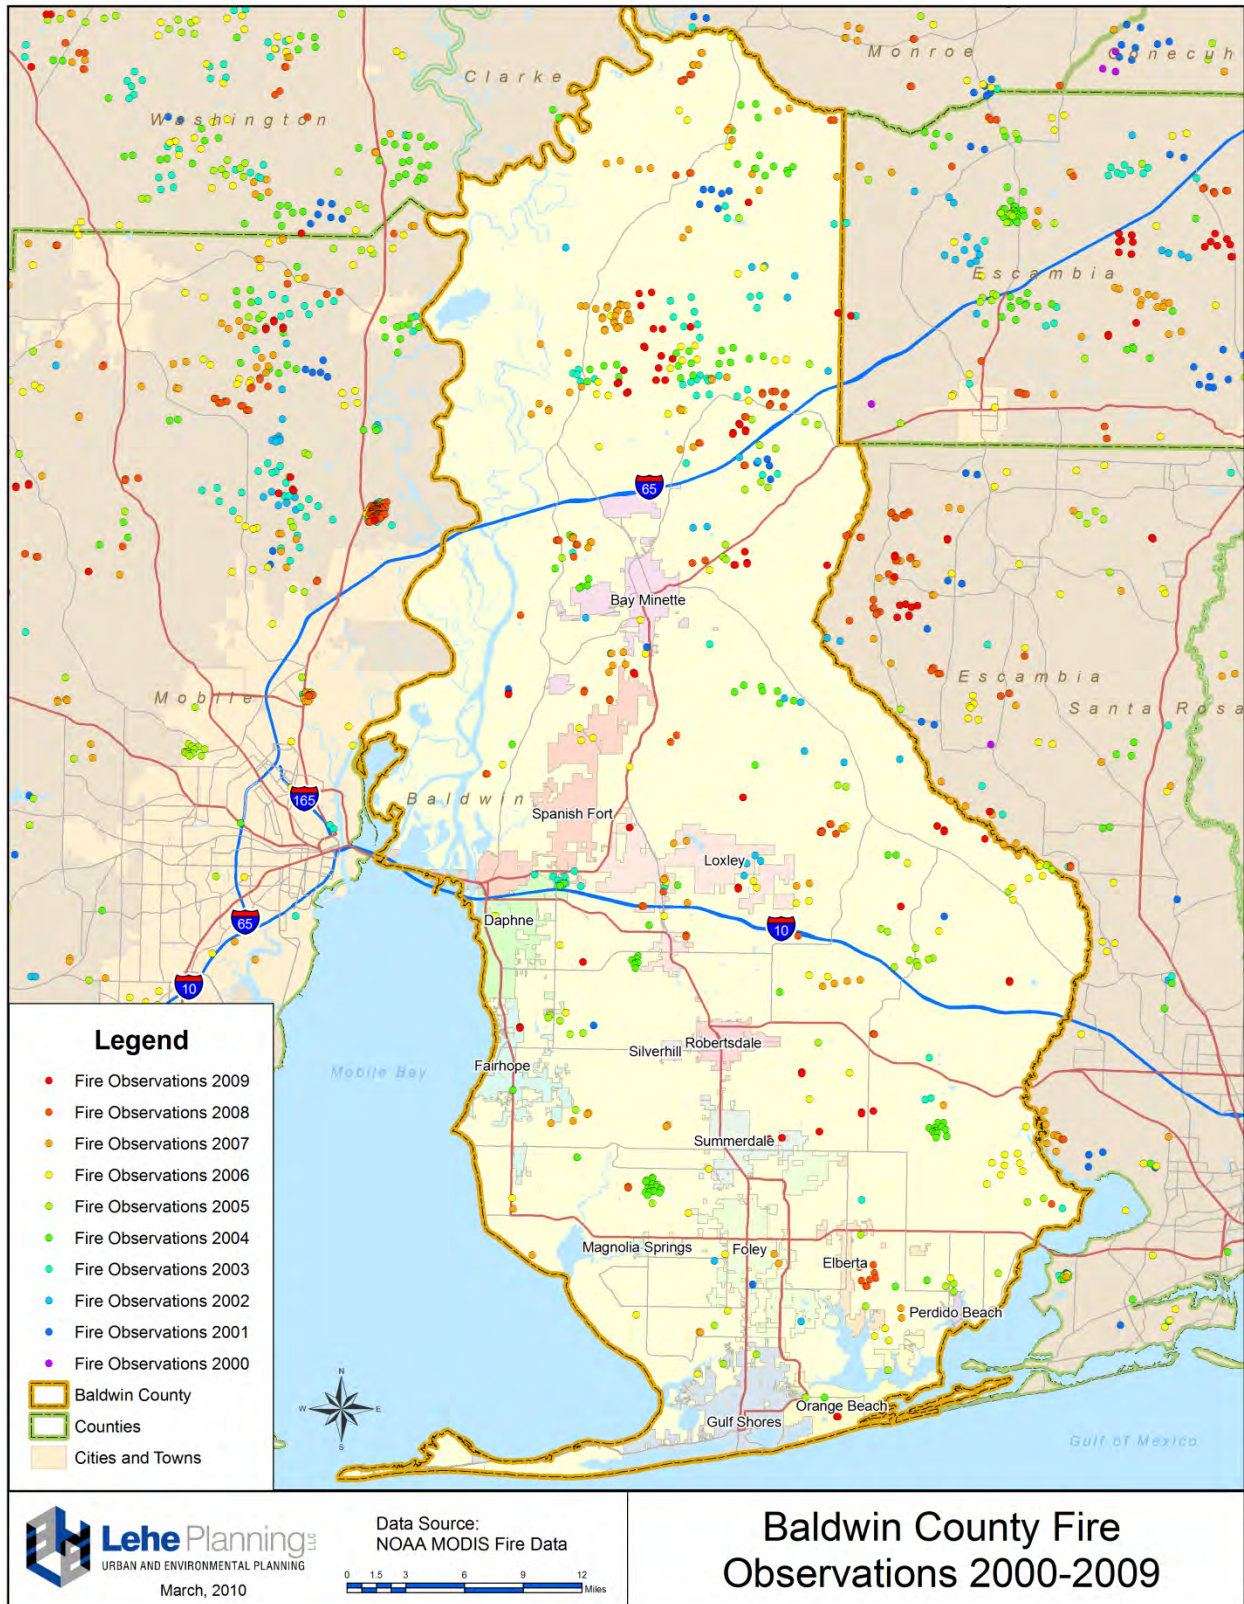 Monroe
Conecuh
Clarke
Washington
Escambia
65
Bay Minette
Escambia
Mobile
Santa Rosa
165
Baldwin
Spanish Fort
Loxley
65
Daphne
10
10
Legend
Fire Observations 2009
Fire Observations 2008
Fire Observations 2007
Fire Observations 2006
Fire Observations 2005
Fire Observations 2004
Fire Observations 2003
Fire Observations 2002
Fire Observations 2001
Fire Observations 2000
Baldwin County
Counties
Cities and Towns
Mobile Bay
Fairhope
Silverhill
Robertsdale
Summerdale
Magnolia Springs
Foley
Elberta
Perdido Beach
Orange Beach
Gulf Shores
Gulf of Mexico
N
W E
S
Lehe Planning LLC
URBAN AND ENVIRONMENTAL PLANNING
March, 2010
Data Source:
NOAA MODIS Fire Data
0 1.5 3 6 9 12
Miles
Baldwin County Fire
Observations 2000-2009